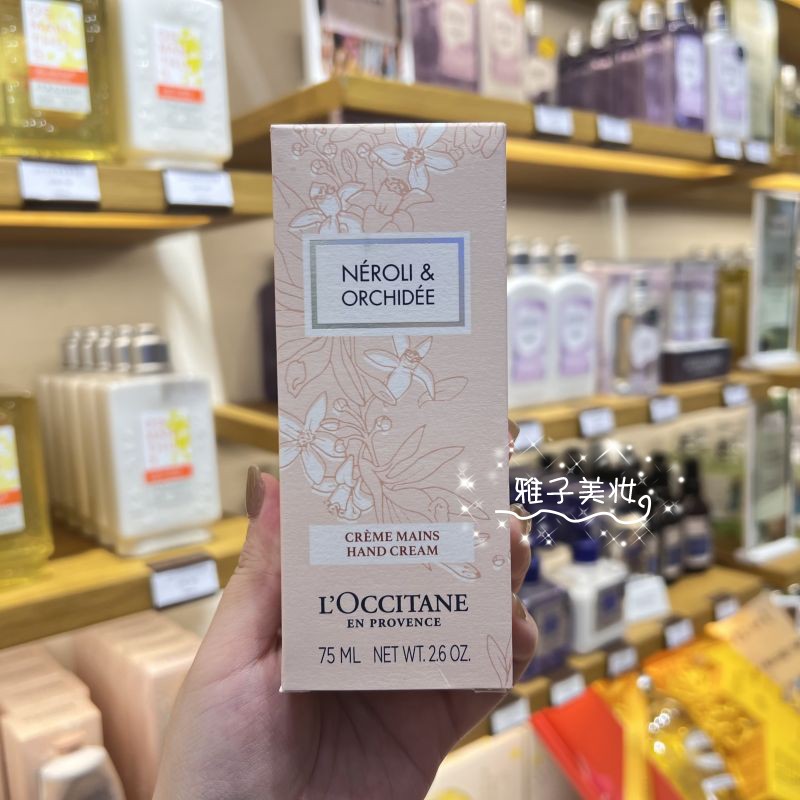 NÉROLI &
ORCHIDÉE
雅子美妆
CRÈME MAINS
HAND CREAM
L'OCCITANE
EN PROVENCE
75 ML NET WT. 2.6 OZ.